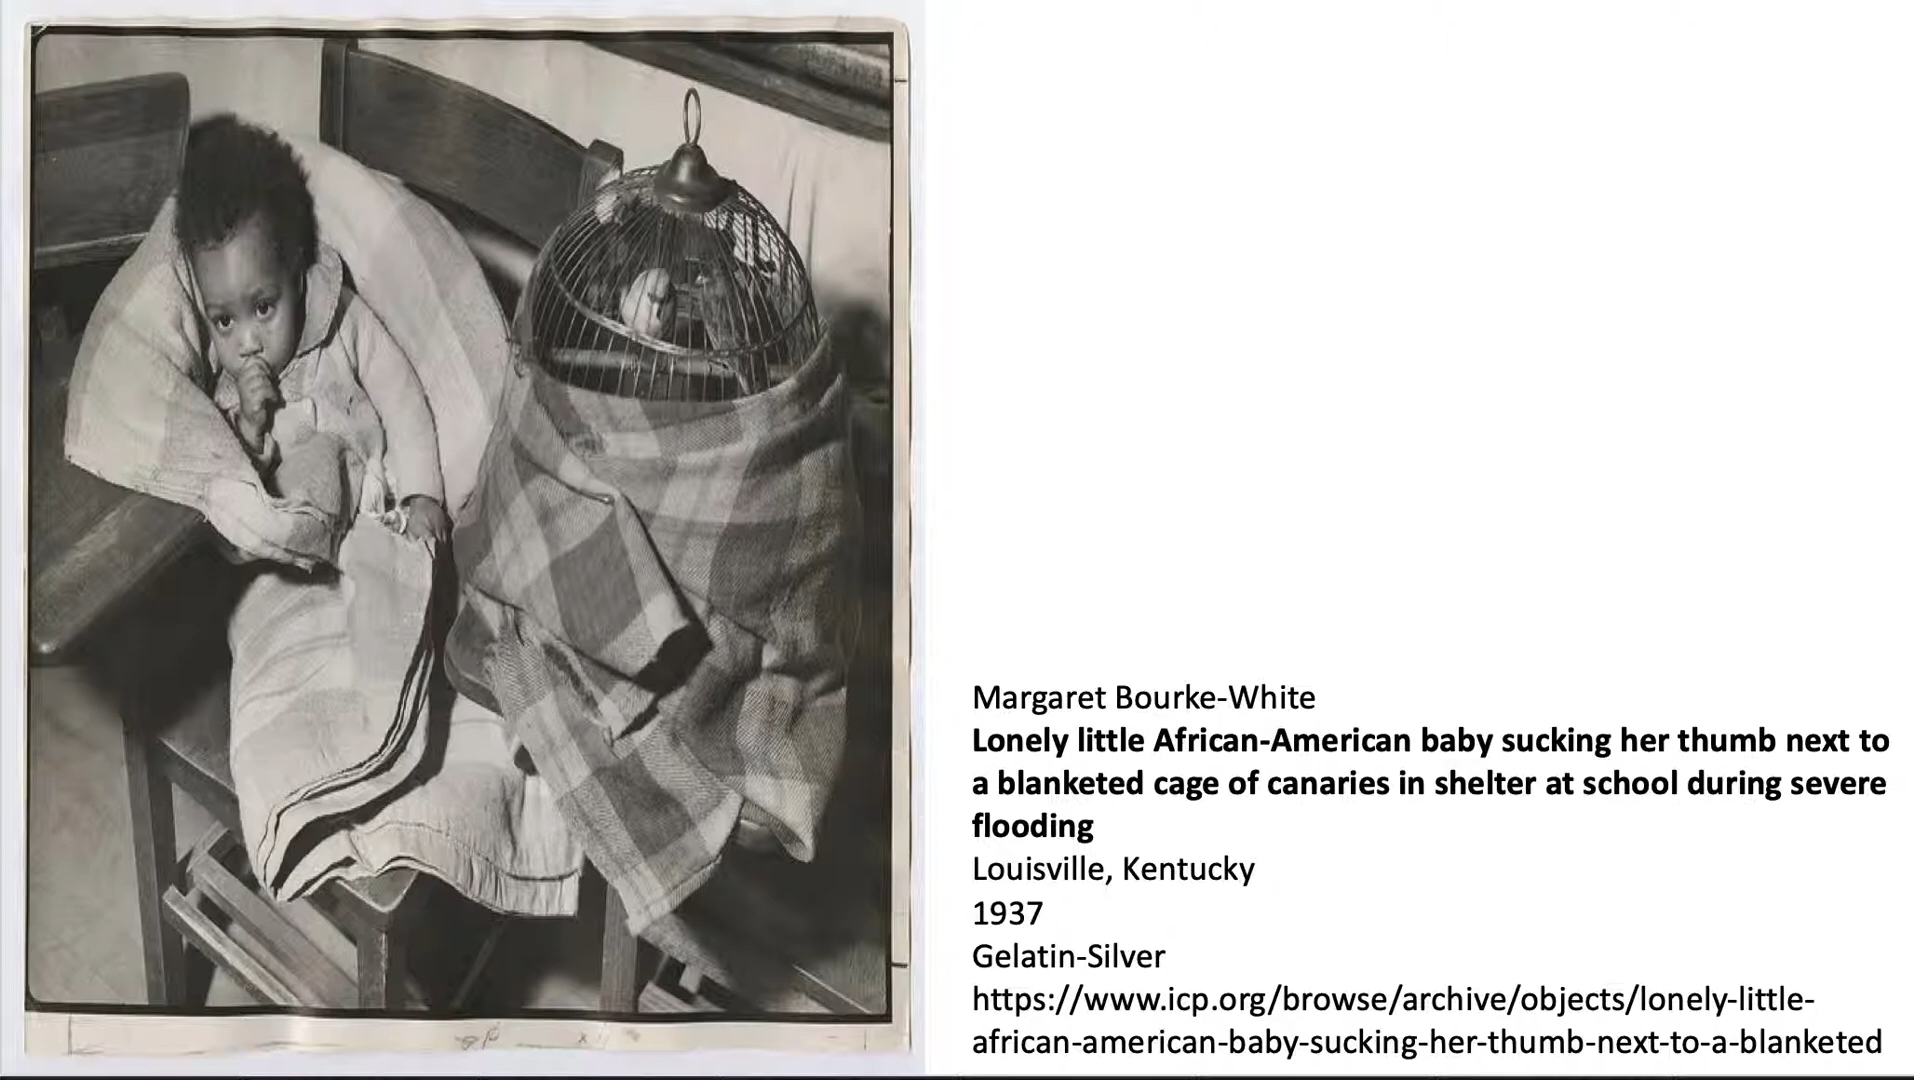 Margaret Bourke-White
Lonely little African-American baby sucking her thumb next to
a blanketed cage of canaries in shelter at school during severe
flooding
Louisville, Kentucky
1937
Gelatin-Silver
https://www.icp.org/browse/archive/objects/lonely-little-
african-american-baby-sucking-her-thumb-next-to-a-blanketed